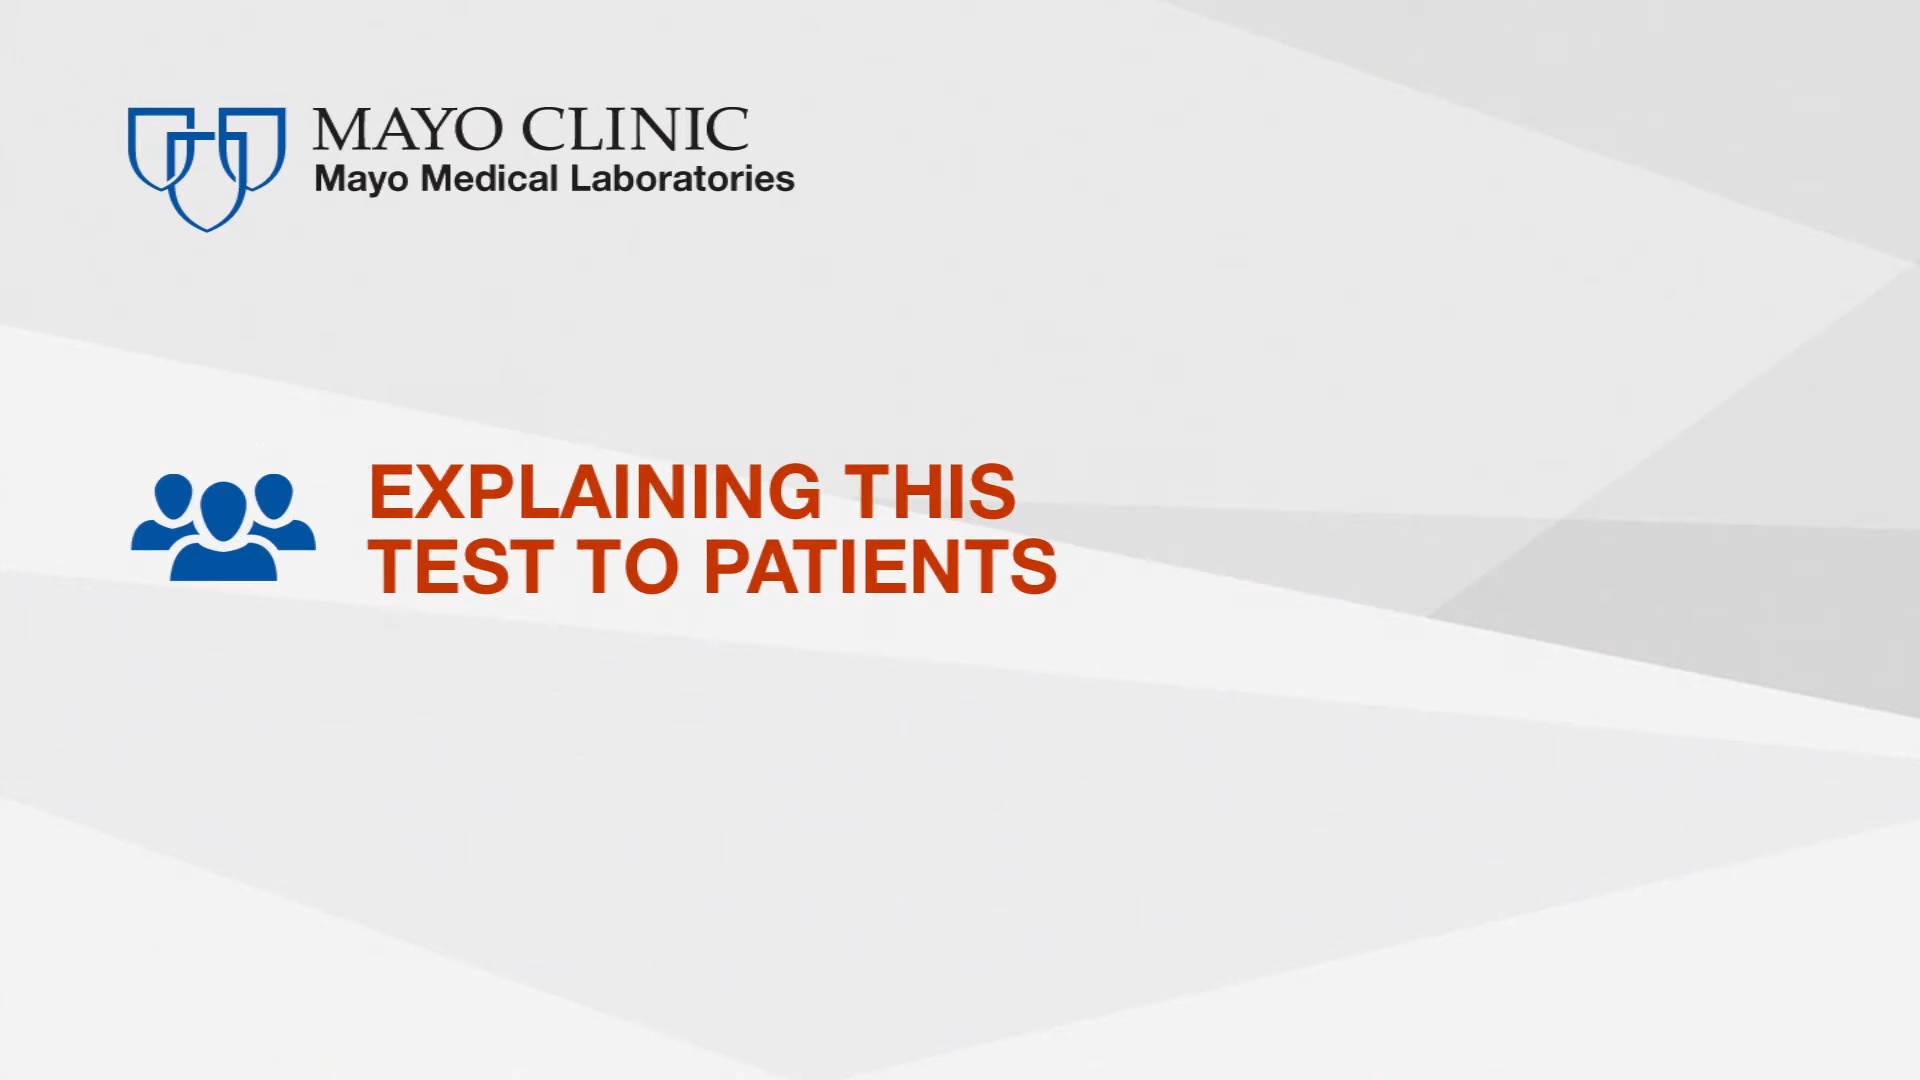 MAYO CLINIC
Mayo Medical Laboratories
EXPLAINING THIS
TEST TO PATIENTS